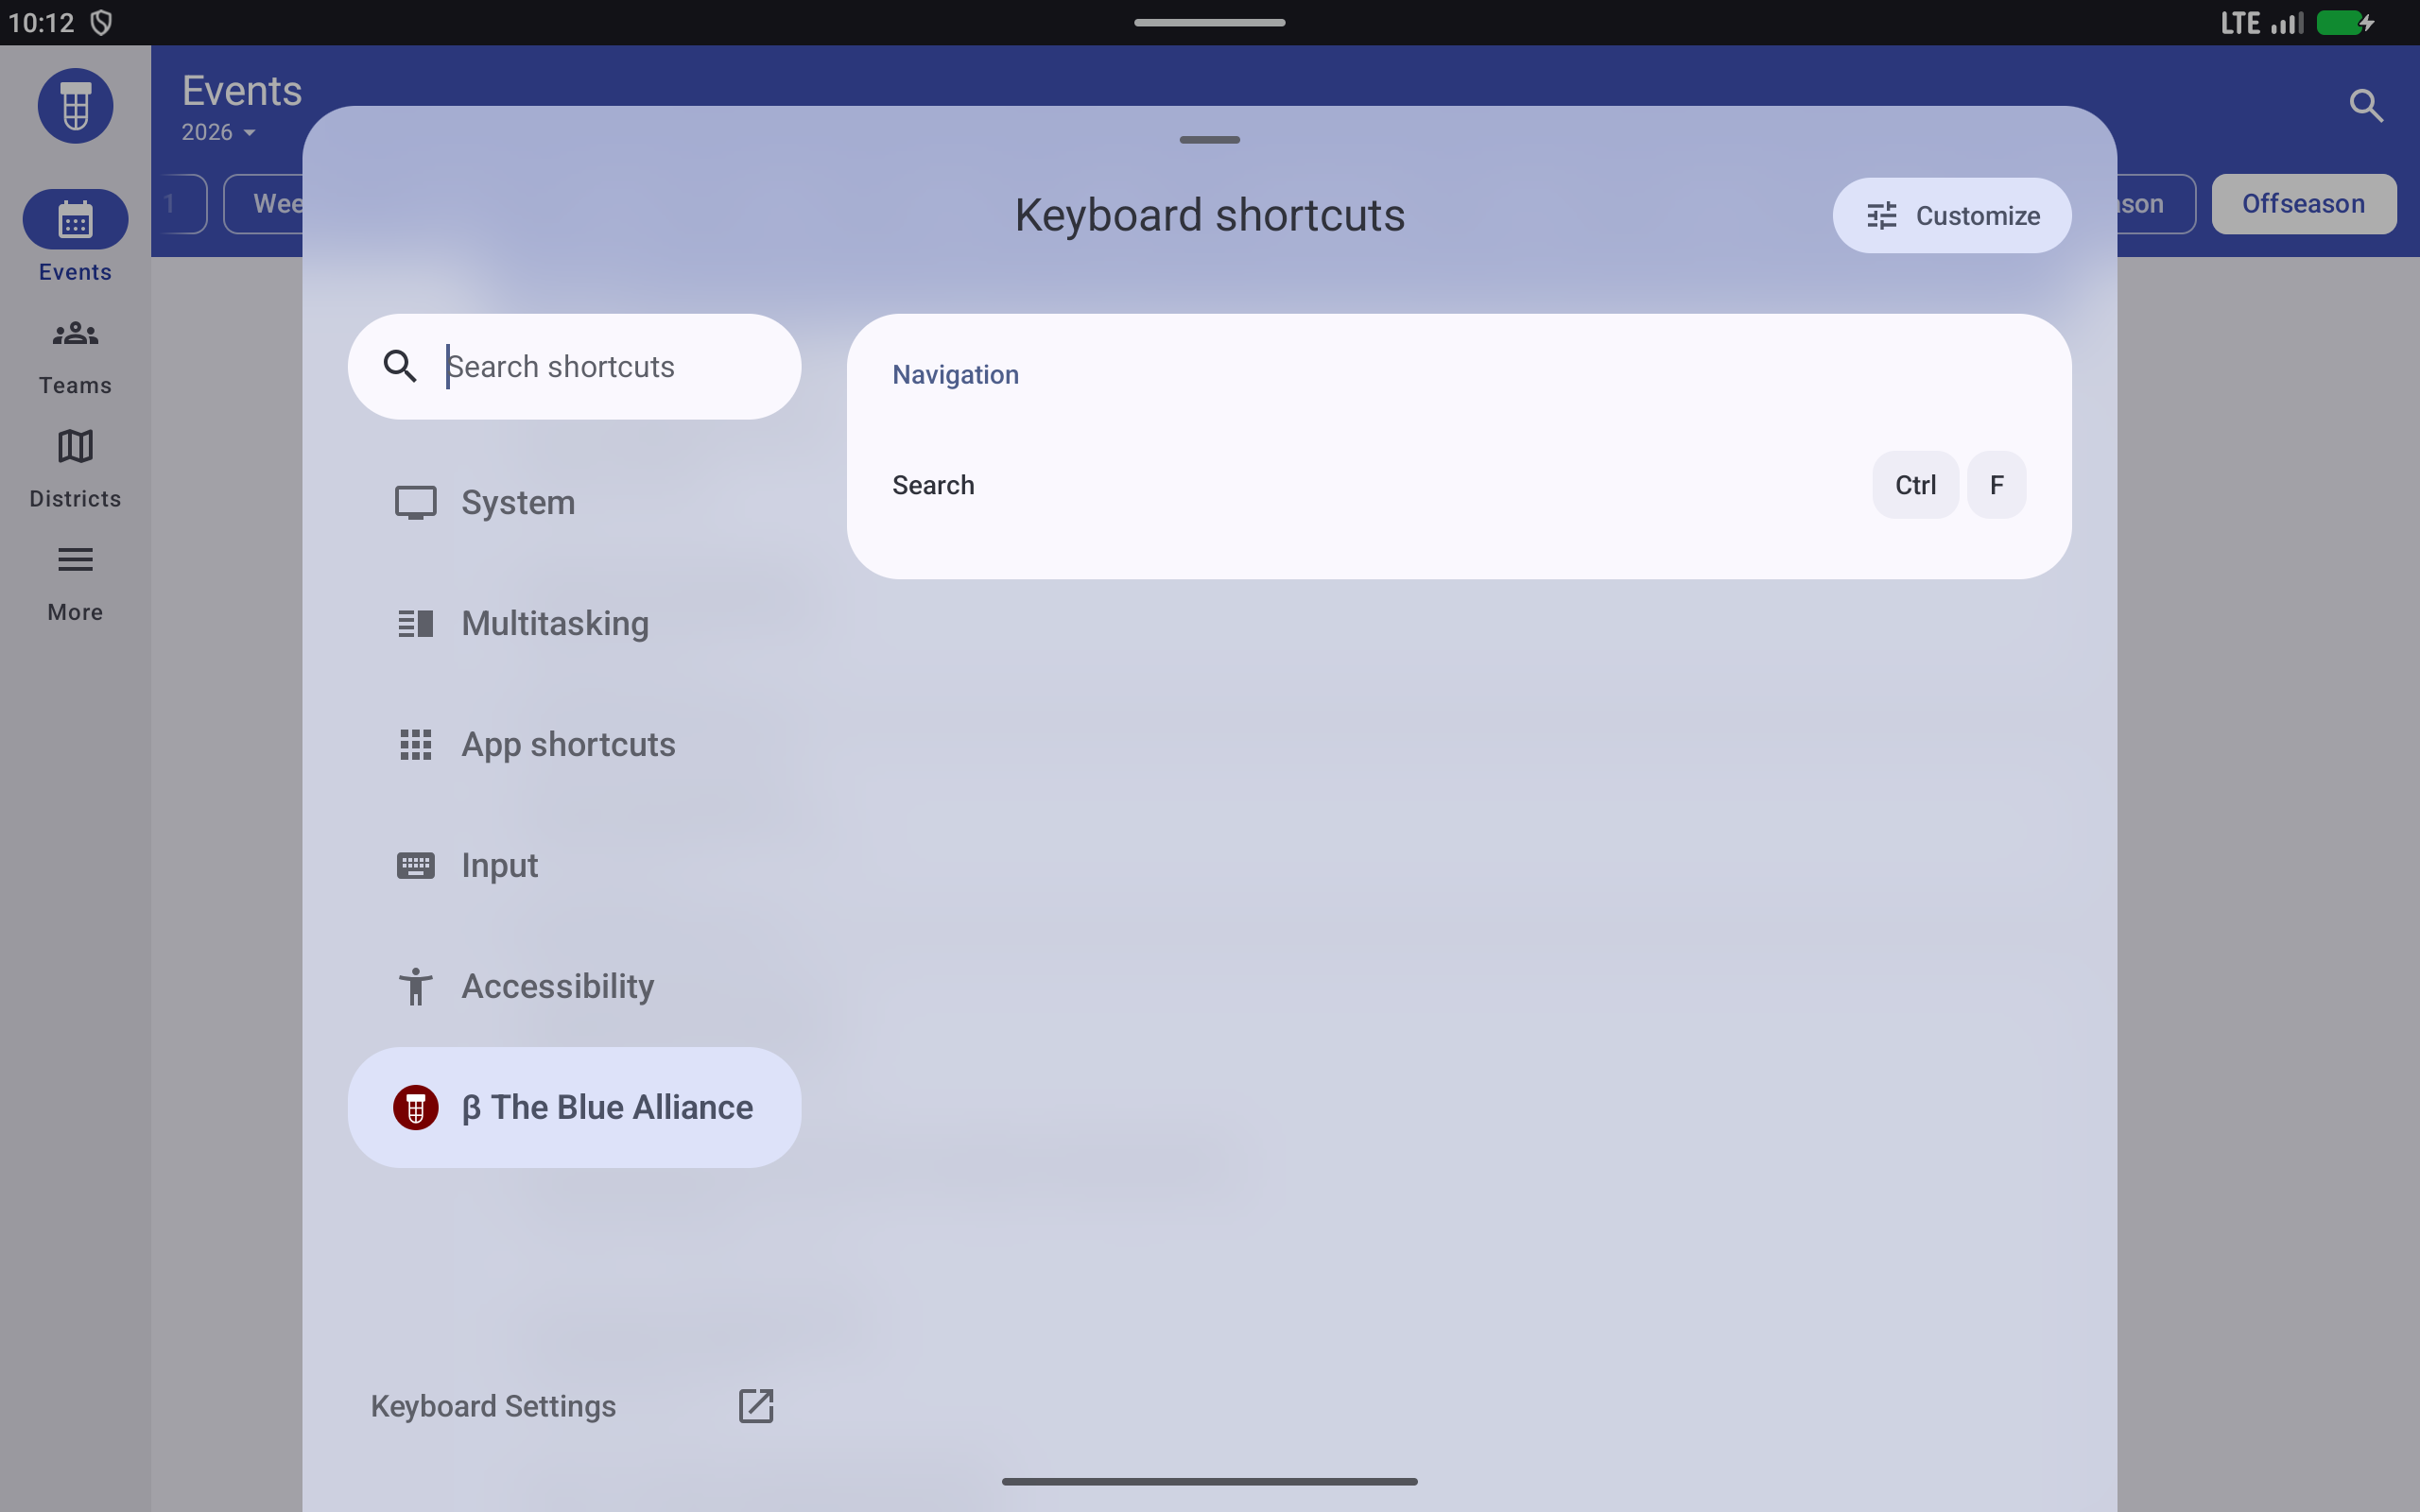 10:12
LTE
Events
2026
1
Wee
son
Offseason
Events
Teams
Districts
More
Keyboard shortcuts
Customize
Search shortcuts
System
Multitasking
App shortcuts
Input
Accessibility
β The Blue Alliance
Keyboard Settings
Navigation
Search
Ctrl F